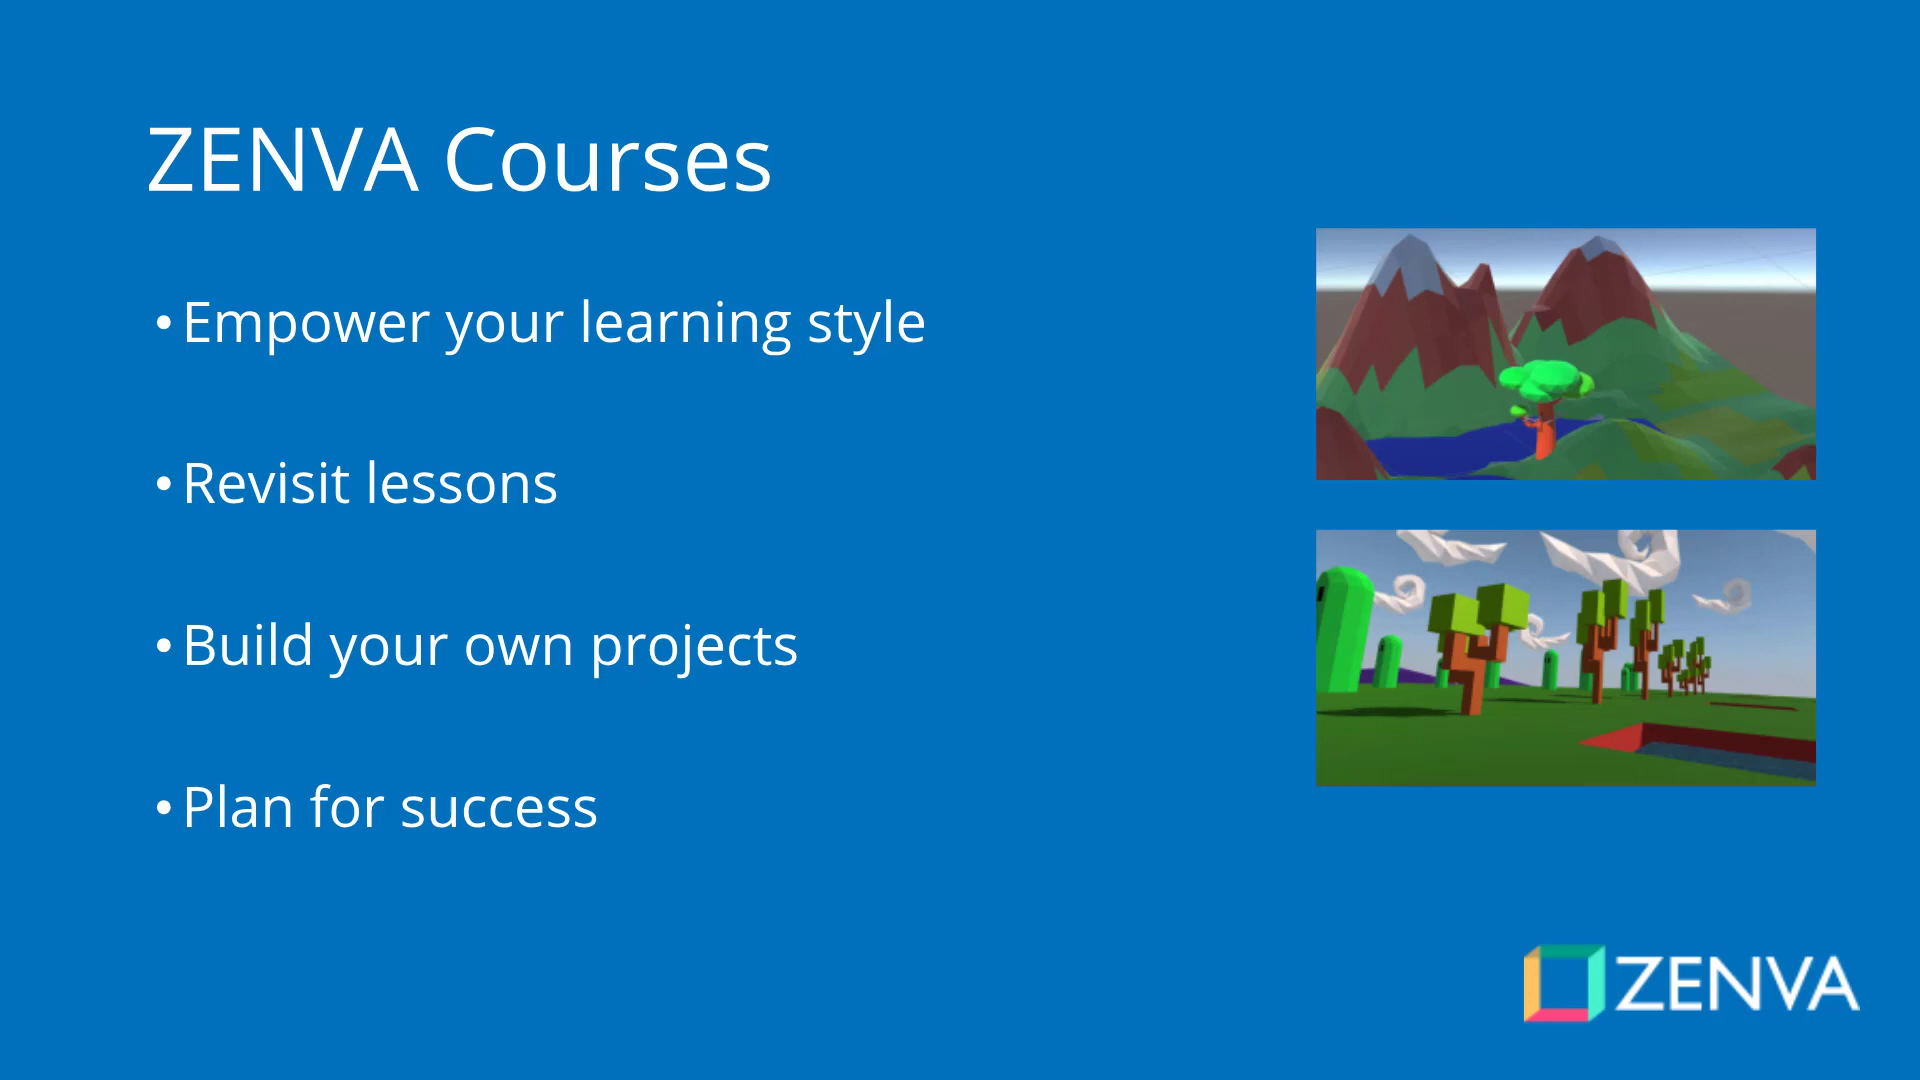 ZENVA Courses
• Empower your learning style
• Revisit lessons
• Build your own projects
• Plan for success
ZENVA